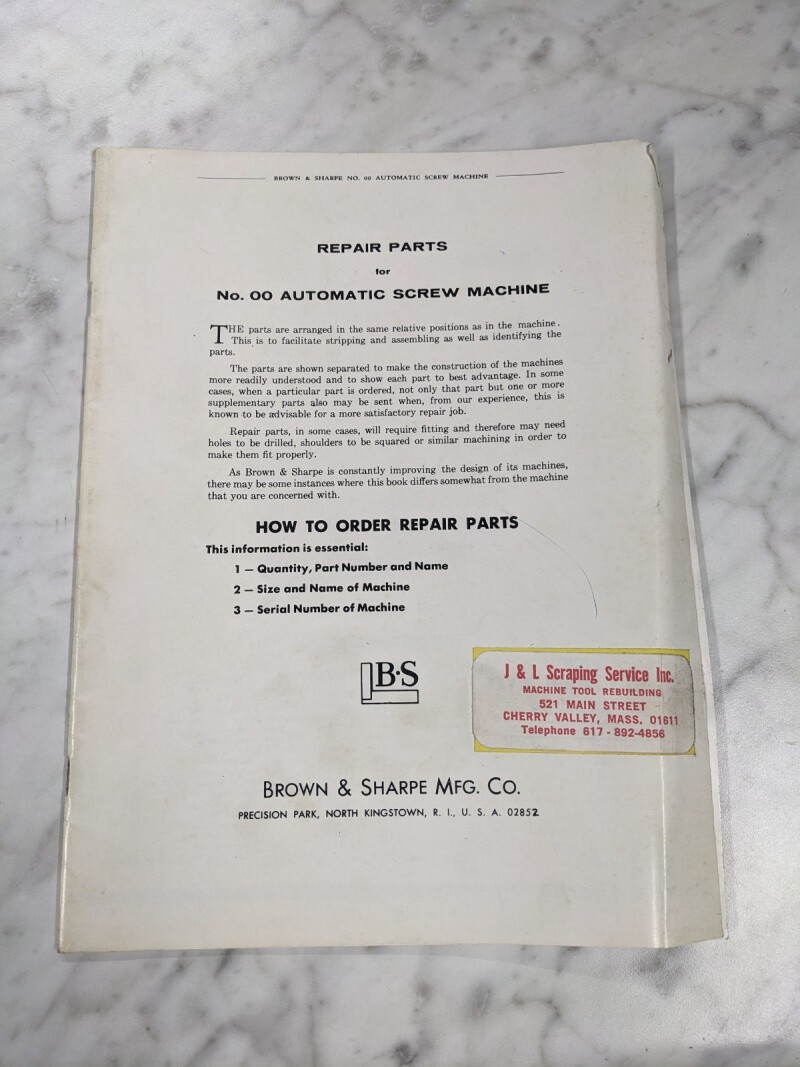 BROWN & SHARPE NO. 00 AUTOMATIC SCREW MACHINE
REPAIR PARTS
for
No. 00 AUTOMATIC SCREW MACHINE
THE parts are arranged in the same relative positions as in the machine.
This is to facilitate stripping and assembling as well as identifying the
parts.
The parts are shown separated to make the construction of the machines
more readily understood and to show each part to best advantage. In some
cases, when a particular part is ordered, not only that part but one or more
supplementary parts also may be sent when, from our experience, this is
known to be advisable for a more satisfactory repair job.
Repair parts, in some cases, will require fitting and therefore may need
holes to be drilled, shoulders to be squared or similar machining in order to
make them fit properly.
As Brown & Sharpe is constantly improving the design of its machines,
there may be some instances where this book differs somewhat from the machine
that you are concerned with.
HOW TO ORDER REPAIR PARTS
This information is essential:
1 — Quantity, Part Number and Name
2 — Size and Name of Machine
3 — Serial Number of Machine
B·S
J & L Scraping Service Inc.
MACHINE TOOL REBUILDING
521 MAIN STREET
CHERRY VALLEY, MASS. 01611
Telephone 617 - 892-4856
BROWN & SHARPE MFG. CO.
PRECISION PARK, NORTH KINGSTOWN, R. I., U. S. A. 02852